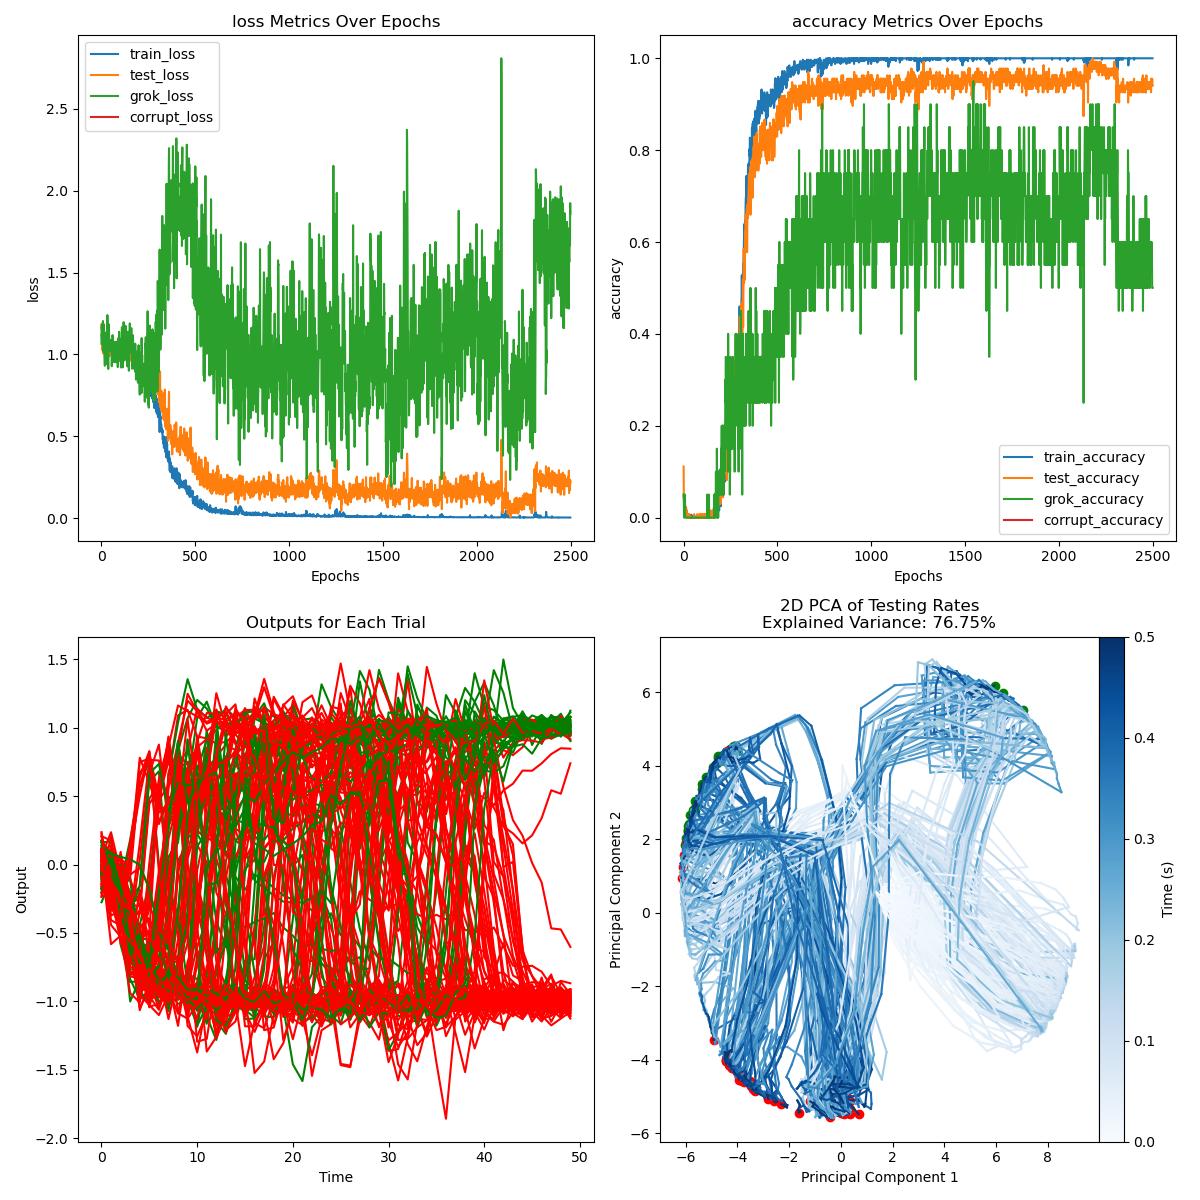 loss Metrics Over Epochs
train_loss
test_loss
grok_loss
corrupt_loss
2.5
2.0
1.5
1.0
0.5
0.0
loss
0 500 1000 1500 2000 2500
Epochs
accuracy Metrics Over Epochs
1.0
0.8
0.6
0.4
0.2
0.0
accuracy
train_accuracy
test_accuracy
grok_accuracy
corrupt_accuracy
0 500 1000 1500 2000 2500
Epochs
Outputs for Each Trial
1.5
1.0
0.5
0.0
−0.5
−1.0
−1.5
−2.0
Output
0 10 20 30 40 50
Time
2D PCA of Testing Rates
Explained Variance: 76.75%
6
4
2
0
−2
−4
−6
Principal Component 2
−6 −4 −2 0 2 4 6 8
Principal Component 1
0.5
0.4
0.3
0.2
0.1
0.0
Time (s)